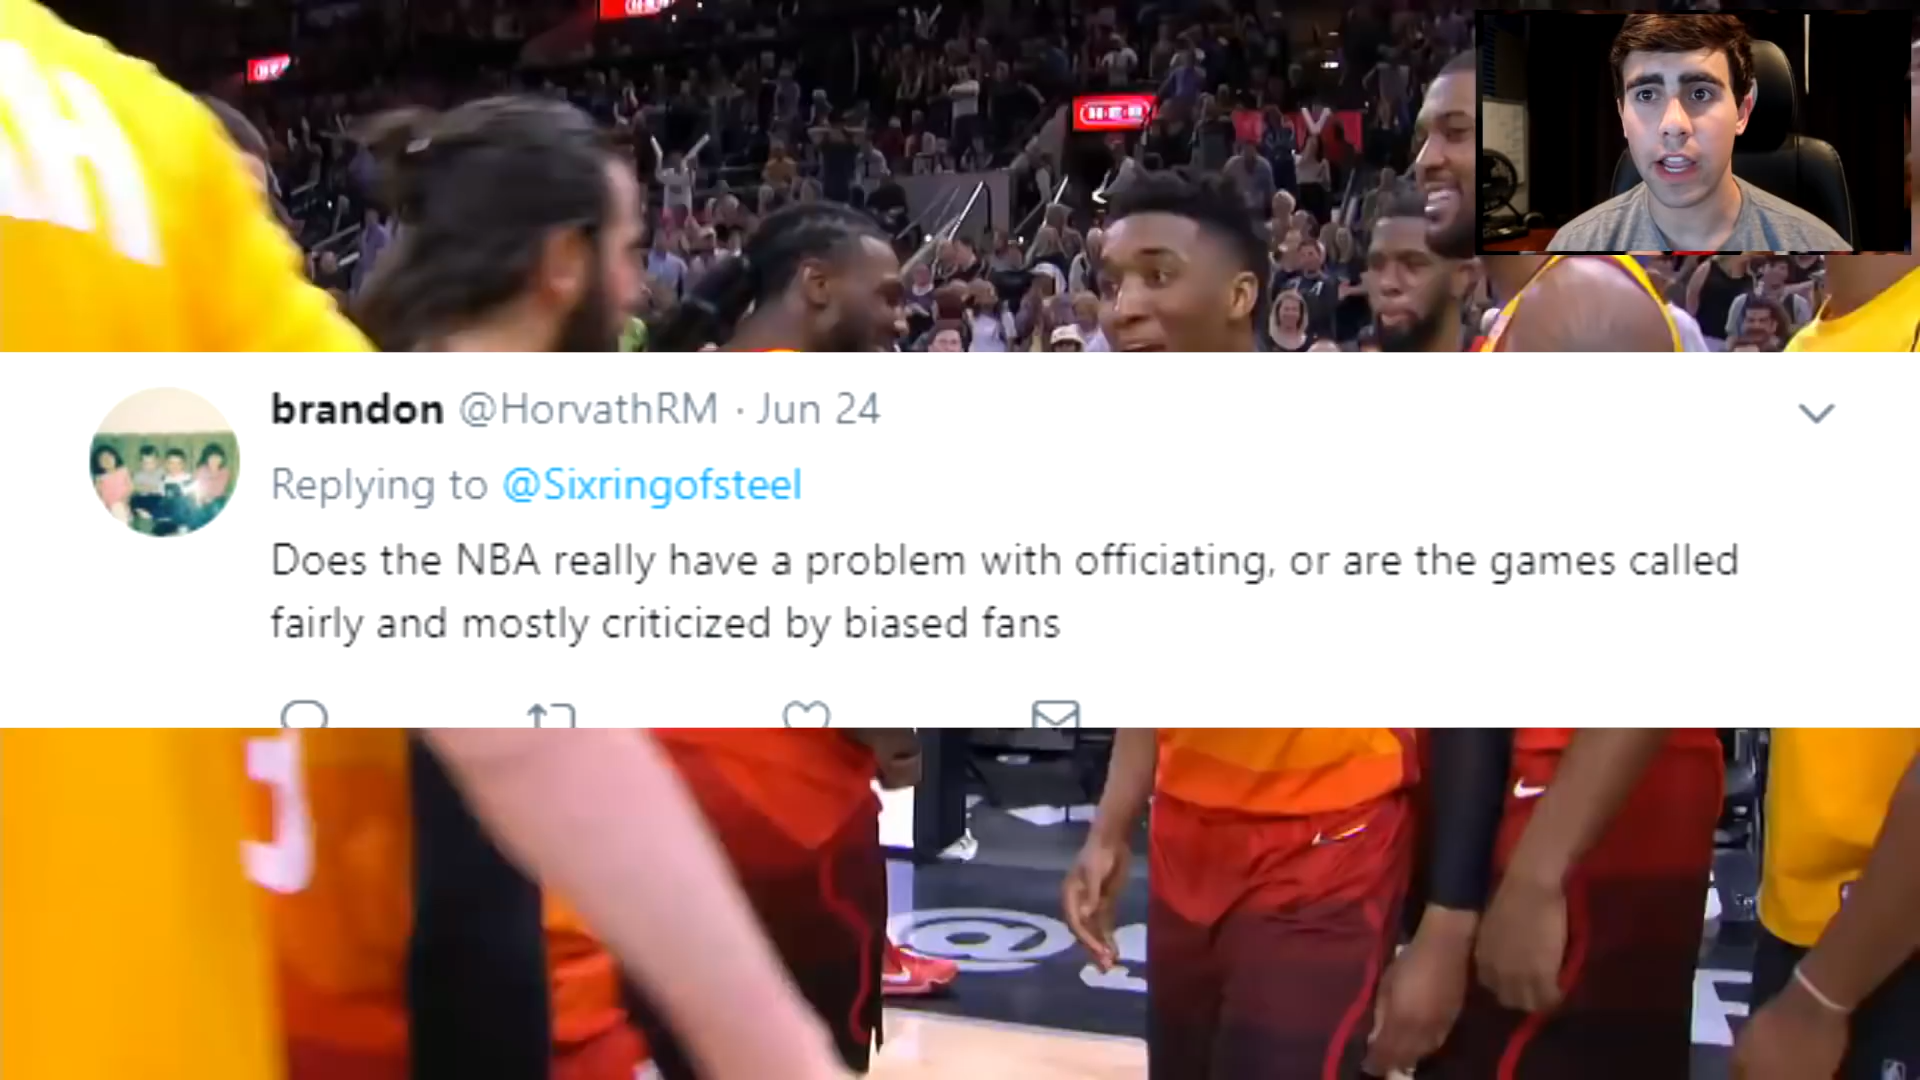 brandon @HorvathRM · Jun 24
Replying to @Sixringofsteel
Does the NBA really have a problem with officiating, or are the games called
fairly and mostly criticized by biased fans
@